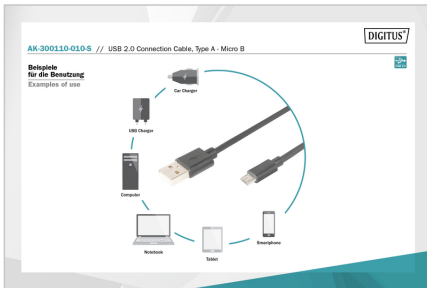 DIGITUS®
AK-300110-010-S // USB 2.0 Connection Cable, Type A - Micro B
Beispiele
für die Benutzung
Examples of use
Car Charger
USB Charger
Computer
Notebook
Tablet
Smartphone